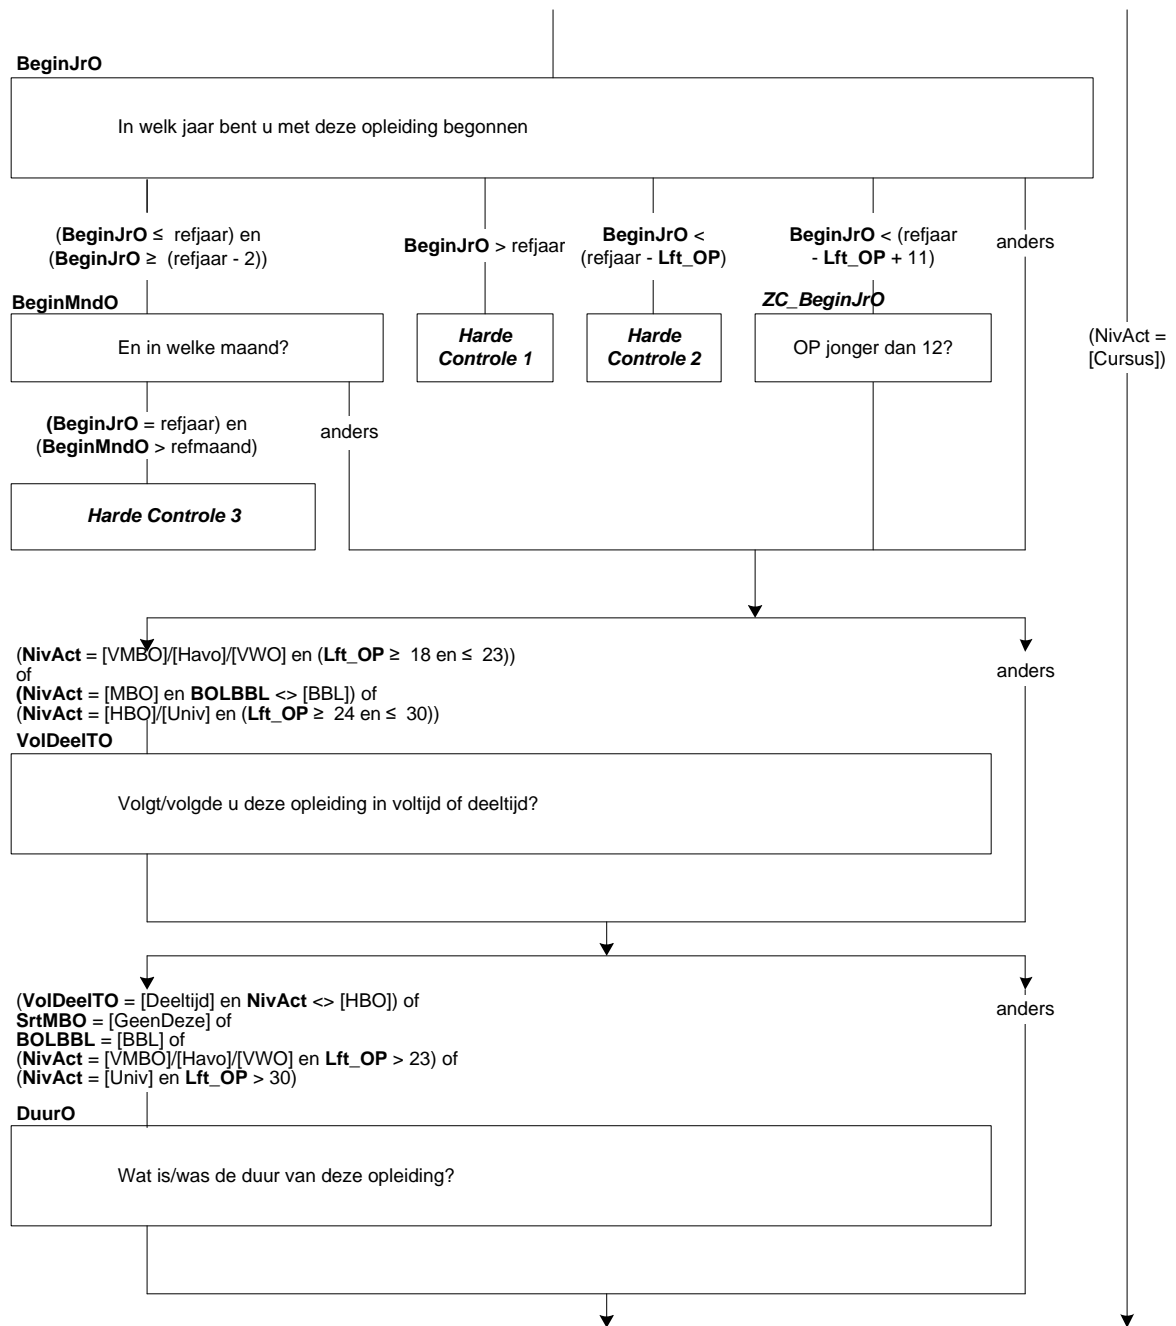 BeginJrO
In welk jaar bent u met deze opleiding begonnen
(BeginJrO ≤ refjaar) en
(BeginJrO ≥ (refjaar - 2))
BeginJrO > refjaar
BeginJrO <
(refjaar - Lft_OP)
BeginJrO < (refjaar
- Lft_OP + 11)
anders
BeginMndO
En in welke maand?
Harde
Controle 1
Harde
Controle 2
ZC_BeginJrO
OP jonger dan 12?
(NivAct =
[Cursus])
(BeginJrO = refjaar) en
(BeginMndO > refmaand)
anders
Harde Controle 3
(NivAct = [VMBO]/[Havo]/[VWO] en (Lft_OP ≥ 18 en ≤ 23))
of
(NivAct = [MBO] en BOLBBL <> [BBL]) of
(NivAct = [HBO]/[Univ] en (Lft_OP ≥ 24 en ≤ 30))
anders
VolDeelTO
Volgt/volgde u deze opleiding in voltijd of deeltijd?
(VolDeelTO = [Deeltijd] en NivAct <> [HBO]) of
SrtMBO = [GeenDeze] of
BOLBBL = [BBL] of
(NivAct = [VMBO]/[Havo]/[VWO] en Lft_OP > 23) of
(NivAct = [Univ] en Lft_OP > 30)
anders
DuurO
Wat is/was de duur van deze opleiding?